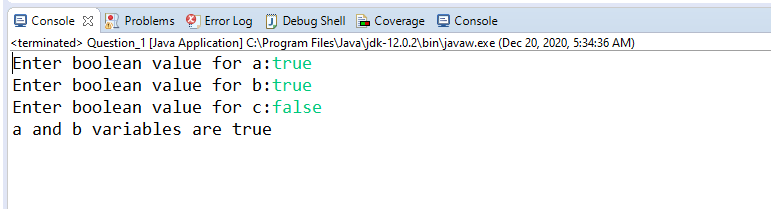 Console Problems Error Log Debug Shell Coverage Console
<terminated> Question_1 [Java Application] C:\Program Files\Java\jdk-12.0.2\bin\javaw.exe (Dec 20, 2020, 5:34:36 AM)
Enter boolean value for a:true
Enter boolean value for b:true
Enter boolean value for c:false
a and b variables are true